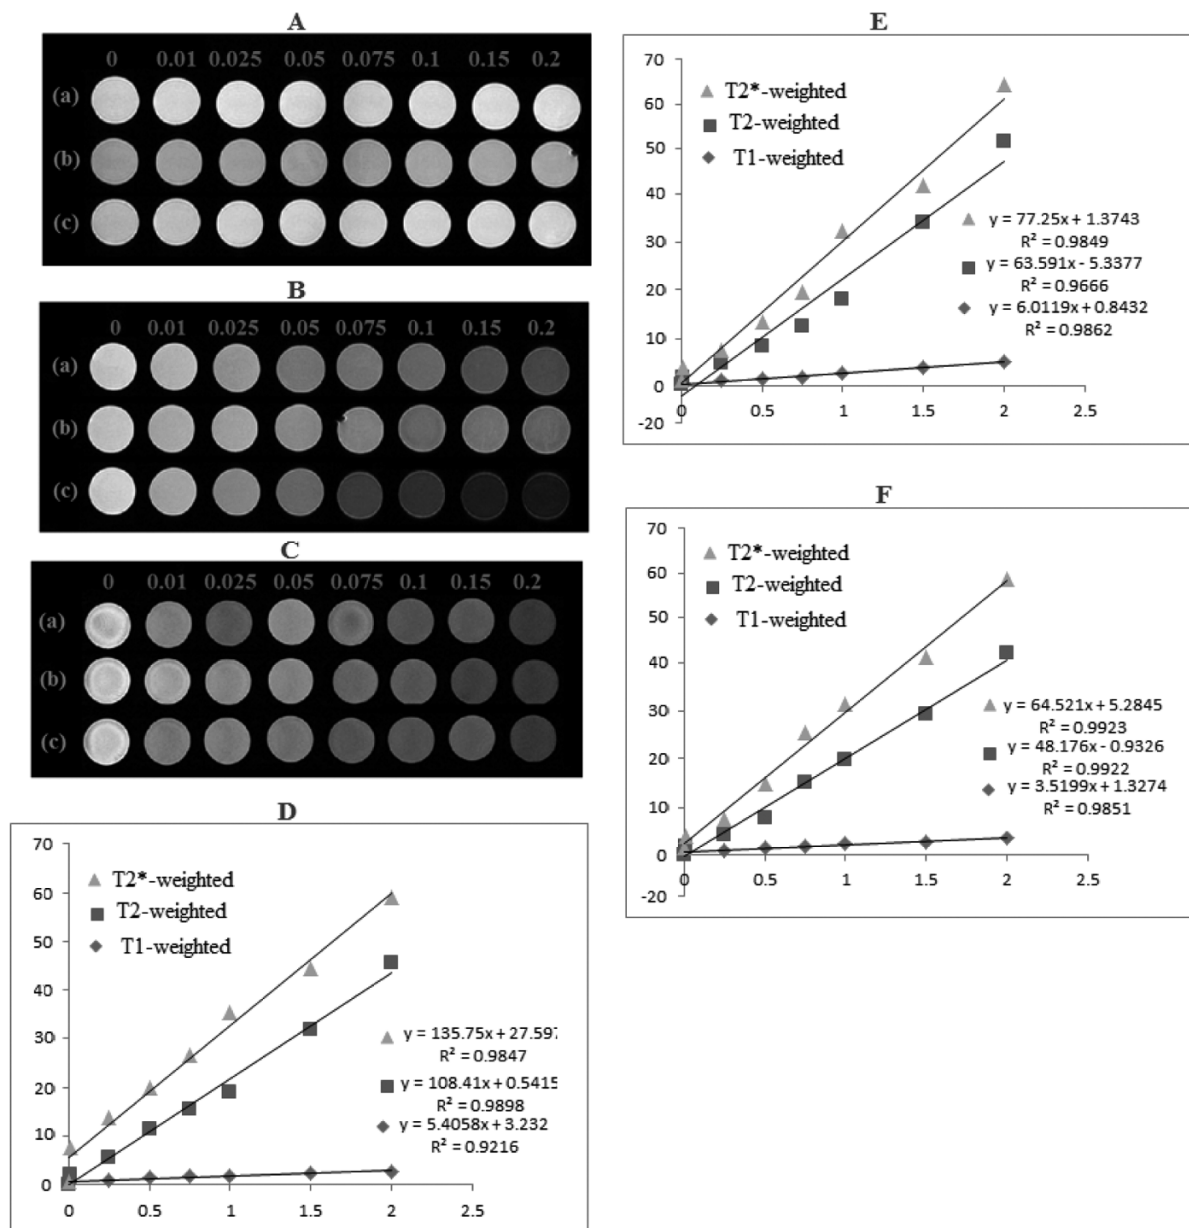 A
0 0.01 0.025 0.05 0.075 0.1 0.15 0.2
(a)
(b)
(c)
B
0 0.01 0.025 0.05 0.075 0.1 0.15 0.2
(a)
(b)
(c)
C
0 0.01 0.025 0.05 0.075 0.1 0.15 0.2
(a)
(b)
(c)
D
70
60
50
40
30
20
10
0
T2*-weighted
T2-weighted
T1-weighted
y = 135.75x + 27.597
R² = 0.9847
y = 108.41x + 0.5415
R² = 0.9898
y = 5.4058x + 3.232
R² = 0.9216
0 0.5 1 1.5 2 2.5
E
70
60
50
40
30
20
10
0
-20
T2*-weighted
T2-weighted
T1-weighted
y = 77.25x + 1.3743
R² = 0.9849
y = 63.591x - 5.3377
R² = 0.9666
y = 6.0119x + 0.8432
R² = 0.9862
0 0.5 1 1.5 2 2.5
F
70
60
50
40
30
20
10
0
-20
T2*-weighted
T2-weighted
T1-weighted
y = 64.521x + 5.2845
R² = 0.9923
y = 48.176x - 0.9326
R² = 0.9922
y = 3.5199x + 1.3274
R² = 0.9851
0 0.5 1 1.5 2 2.5